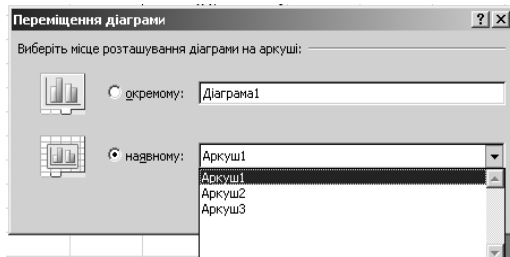 Переміщення діаграми
Виберіть місце розташування діаграми на аркуші:
окремому: Діаграма1
наявному: Аркуш1
Аркуш1
Аркуш2
Аркуш3